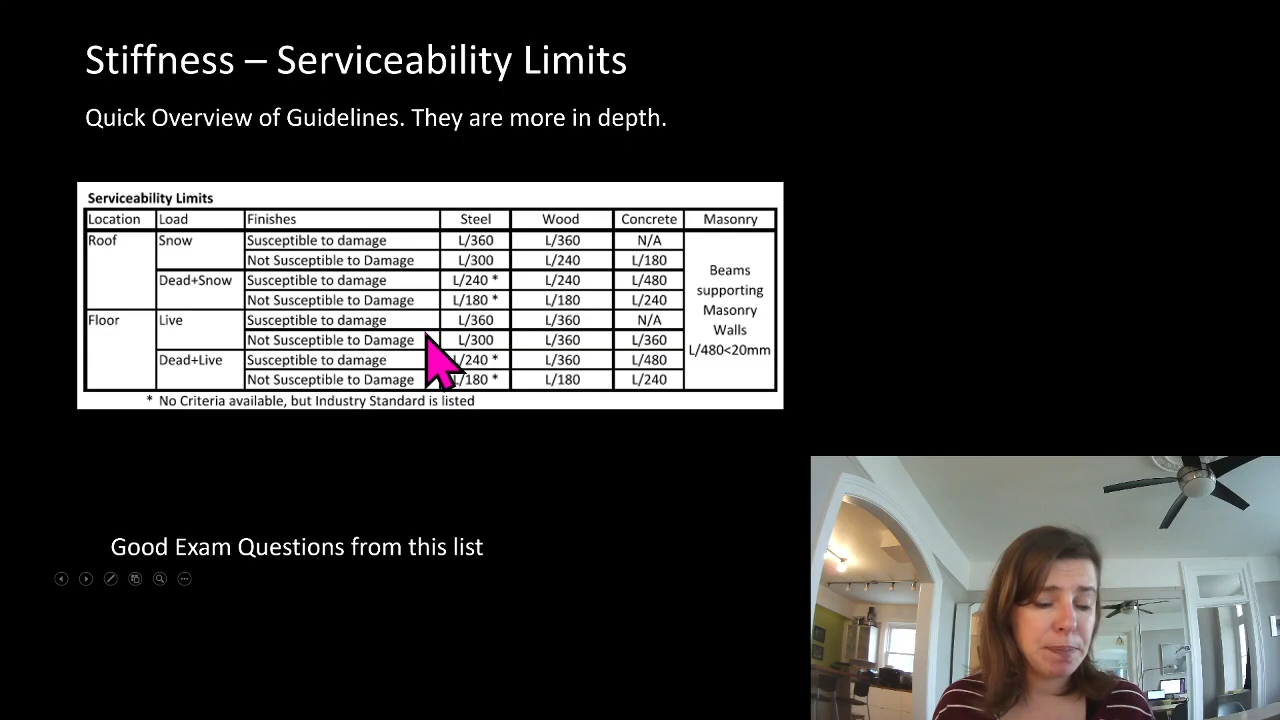 Stiffness – Serviceability Limits
Quick Overview of Guidelines. They are more in depth.
Serviceability Limits
Location Load Finishes Steel Wood Concrete Masonry
Roof Snow Susceptible to damage L/360 L/360 N/A
Not Susceptible to Damage L/300 L/240 L/180
Dead+Snow Susceptible to damage L/240 * L/240 L/480
Not Susceptible to Damage L/180 * L/180 L/240
Floor Live Susceptible to damage L/360 L/360 N/A
Not Susceptible to Damage L/300 L/360 L/360
Dead+Live Susceptible to damage L/240 * L/360 L/480
Not Susceptible to Damage L/180 * L/180 L/240
Beams
supporting
Masonry
Walls
L/480<20mm
* No Criteria available, but Industry Standard is listed
Good Exam Questions from this list